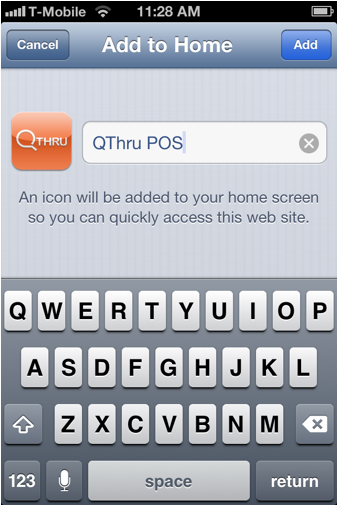 T-Mobile 11:28 AM
Cancel Add to Home Add
QTHRU QThru POS
An icon will be added to your home screen
so you can quickly access this web site.
Q W E R T Y U I O P
A S D F G H J K L
Z X C V B N M
123 space return